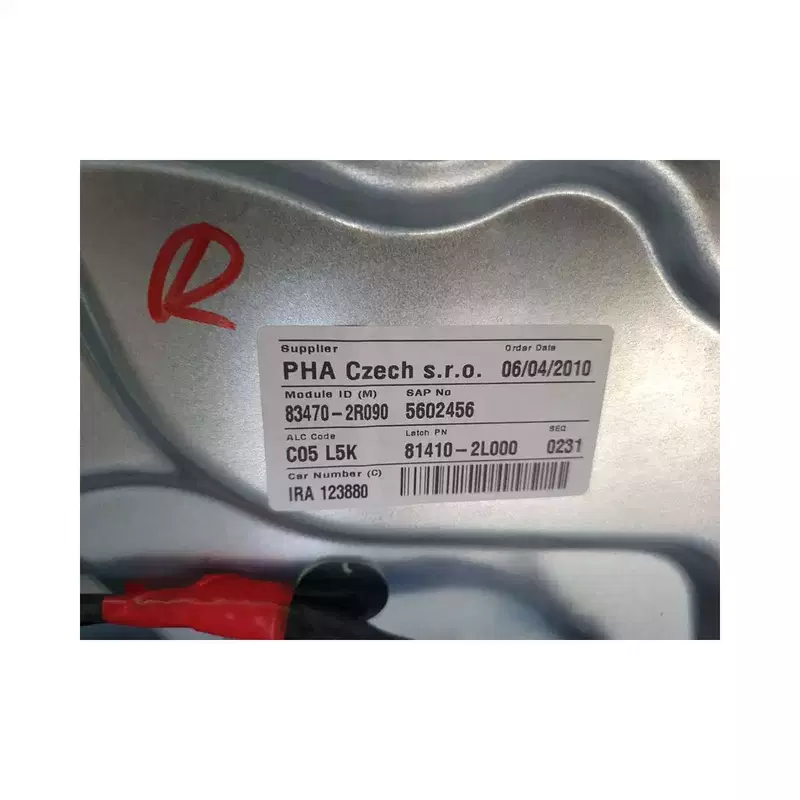 R
Supplier Order Date
PHA Czech s.r.o. 06/04/2010
Module ID (M) SAP No
83470-2R090 5602456
ALC Code Latch PN SEQ
C05 L5K 81410-2L000 0231
Car Number (C)
IRA 123880